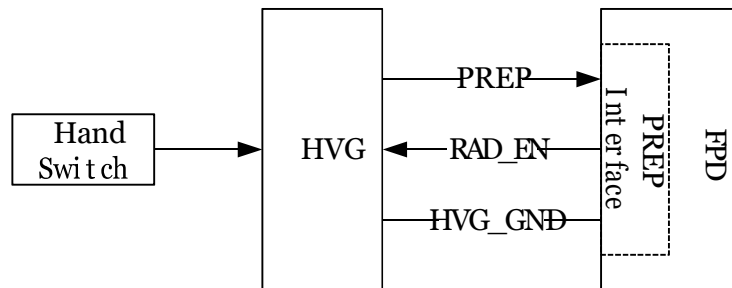 Hand
Switch
HVG
PREP
RAD_EN
HVG_GND
PREP
Interface
FPD